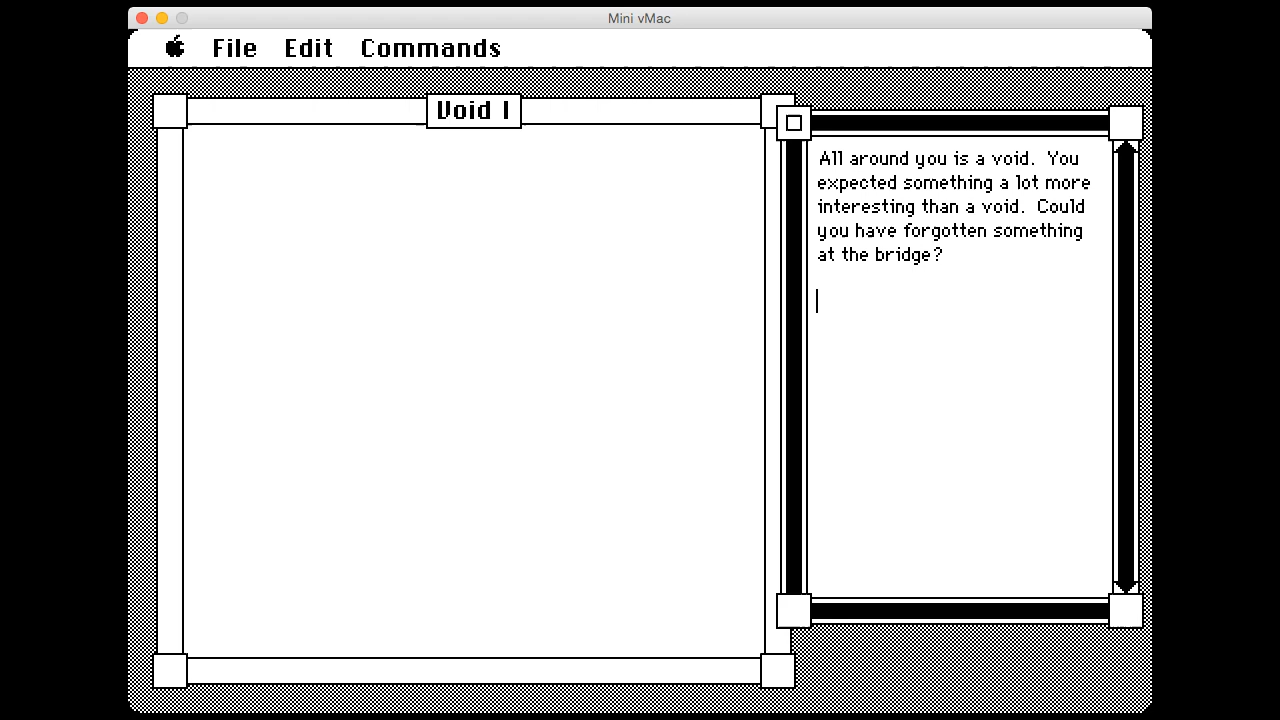 Mini vMac
File Edit Commands
Void 1
All around you is a void.  You
expected something a lot more
interesting than a void.  Could
you have forgotten something
at the bridge?